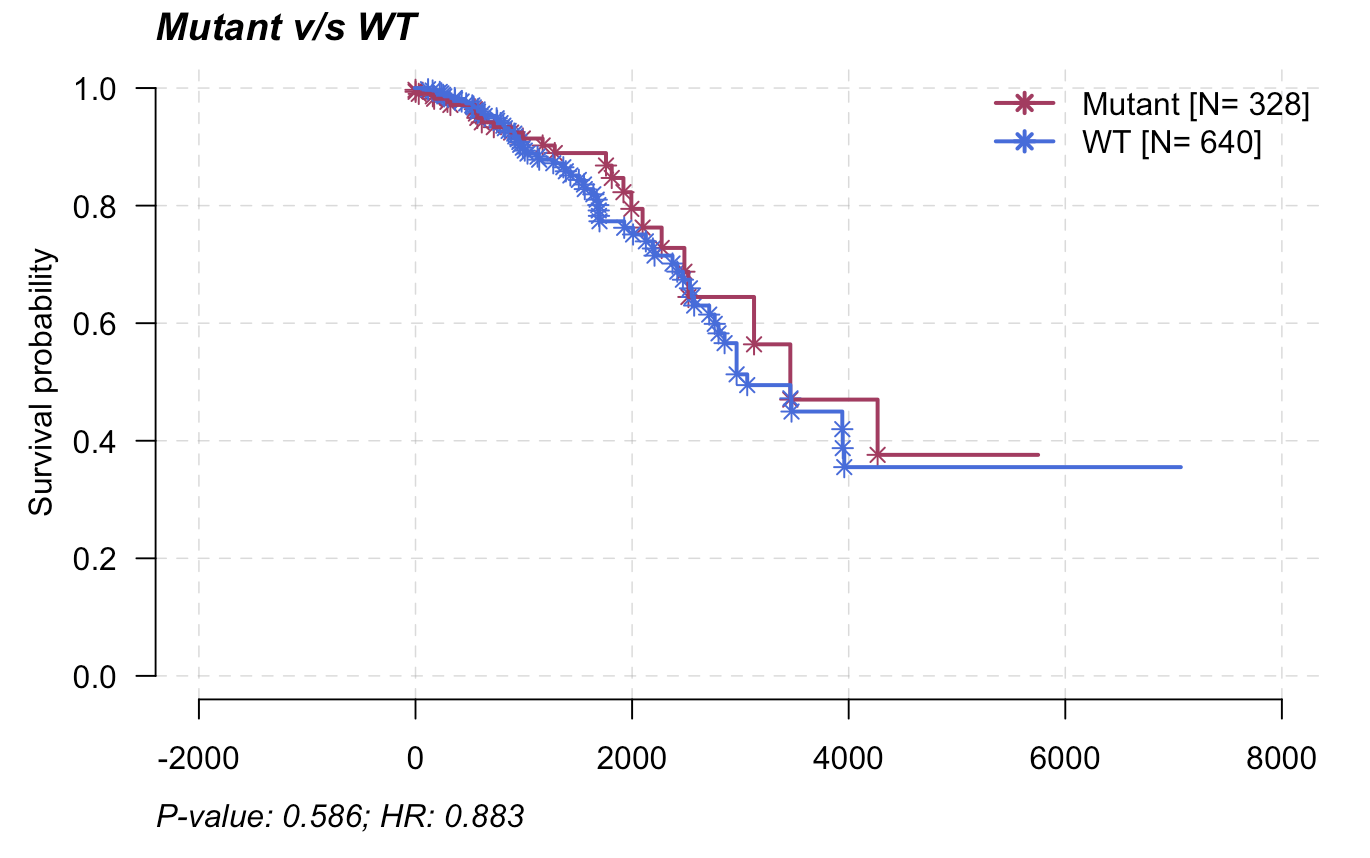 Mutant v/s WT
Mutant [N= 328]
WT [N= 640]
Survival probability
1.0
0.8
0.6
0.4
0.2
0.0
-2000 0 2000 4000 6000 8000
P-value: 0.586; HR: 0.883